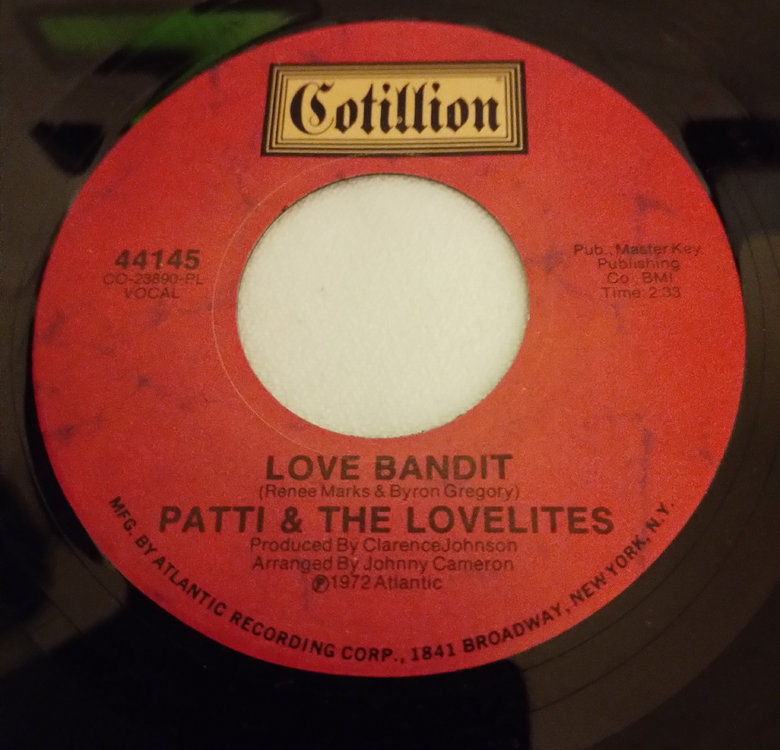 Cotillion
44145
CO-23890-PL
VOCAL
Pub., Master Key
Publishing
Co., BMI
Time: 2:33
LOVE BANDIT
(Renee Marks & Byron Gregory)
PATTI & THE LOVELITES
Produced By ClarenceJohnson
Arranged By Johnny Cameron
℗1972 Atlantic
MFG. BY ATLANTIC RECORDING CORP., 1841 BROADWAY, NEW YORK, N.Y.